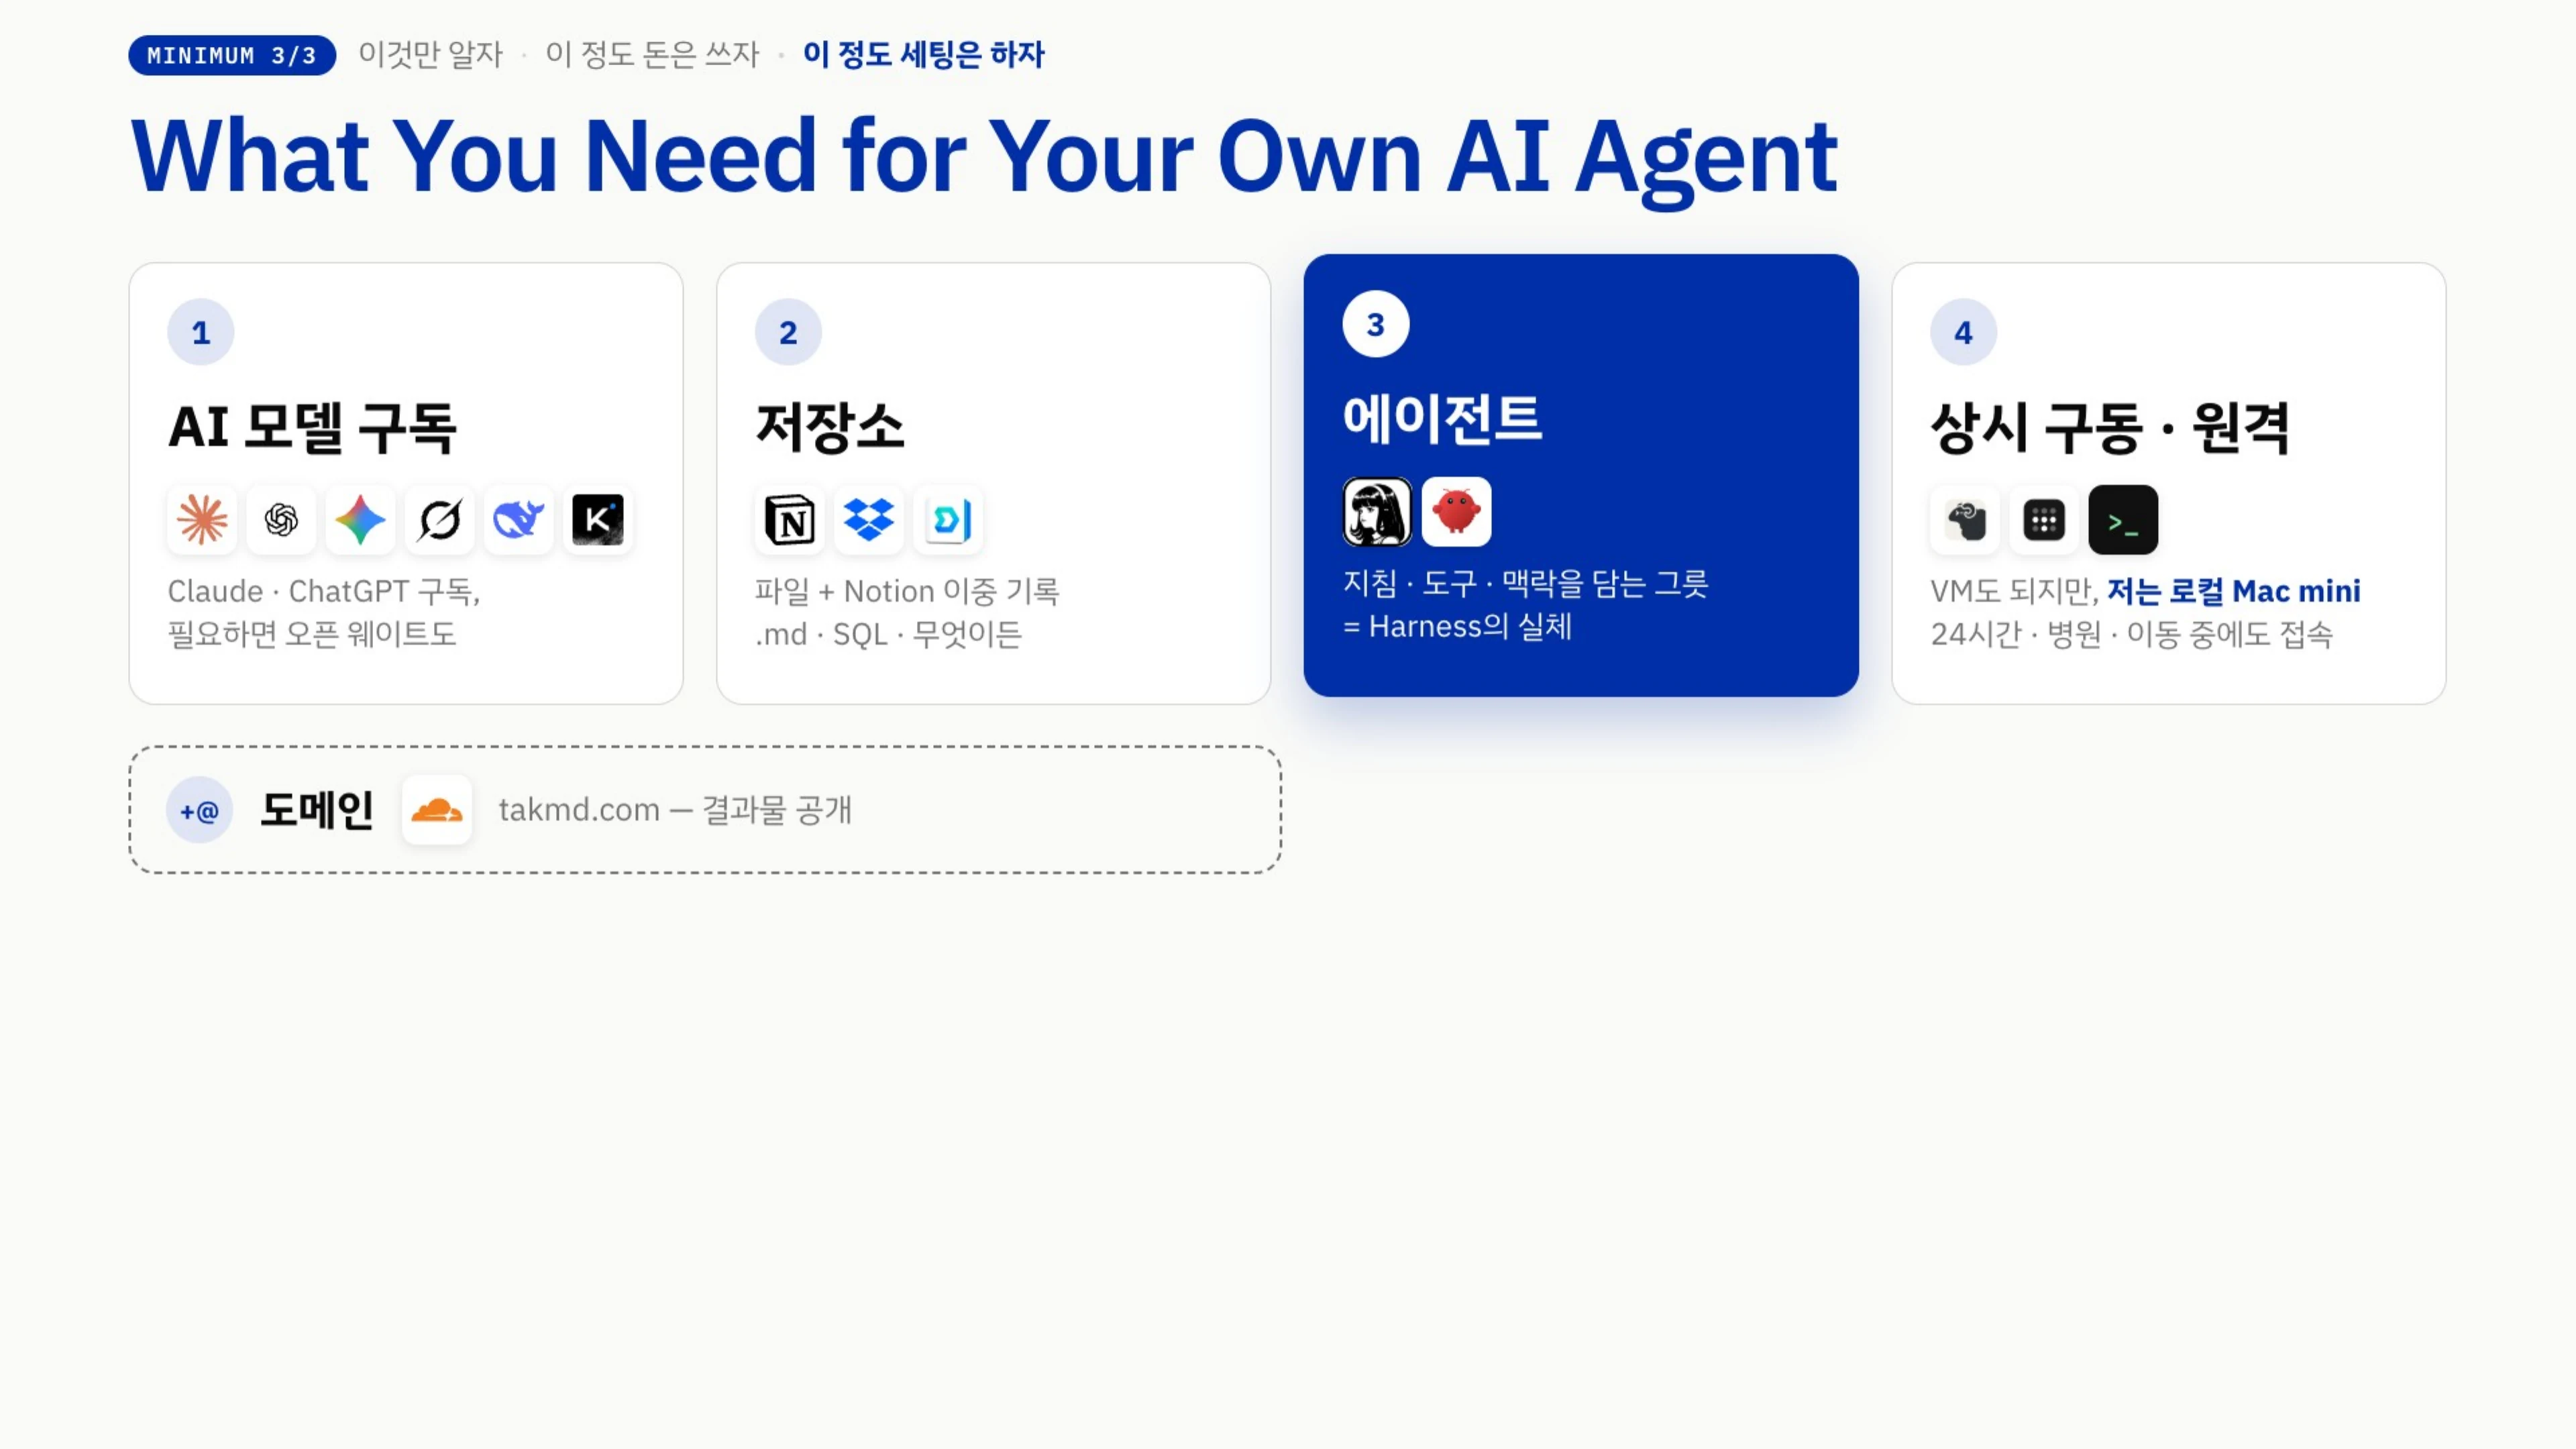 MINIMUM 3/3 이것만 알자 · 이 정도 돈은 쓰자 · 이 정도 세팅은 하자
What You Need for Your Own AI Agent
1
AI 모델 구독
K
Claude · ChatGPT 구독,
필요하면 오픈 웨이트도
2
저장소
N
파일 + Notion 이중 기록
.md · SQL · 무엇이든
3
에이전트
지침 · 도구 · 맥락을 담는 그릇
= Harness의 실체
4
상시 구동 · 원격
>_
VM도 되지만, 저는 로컬 Mac mini
24시간 · 병원 · 이동 중에도 접속
+@ 도메인 takmd.com — 결과물 공개